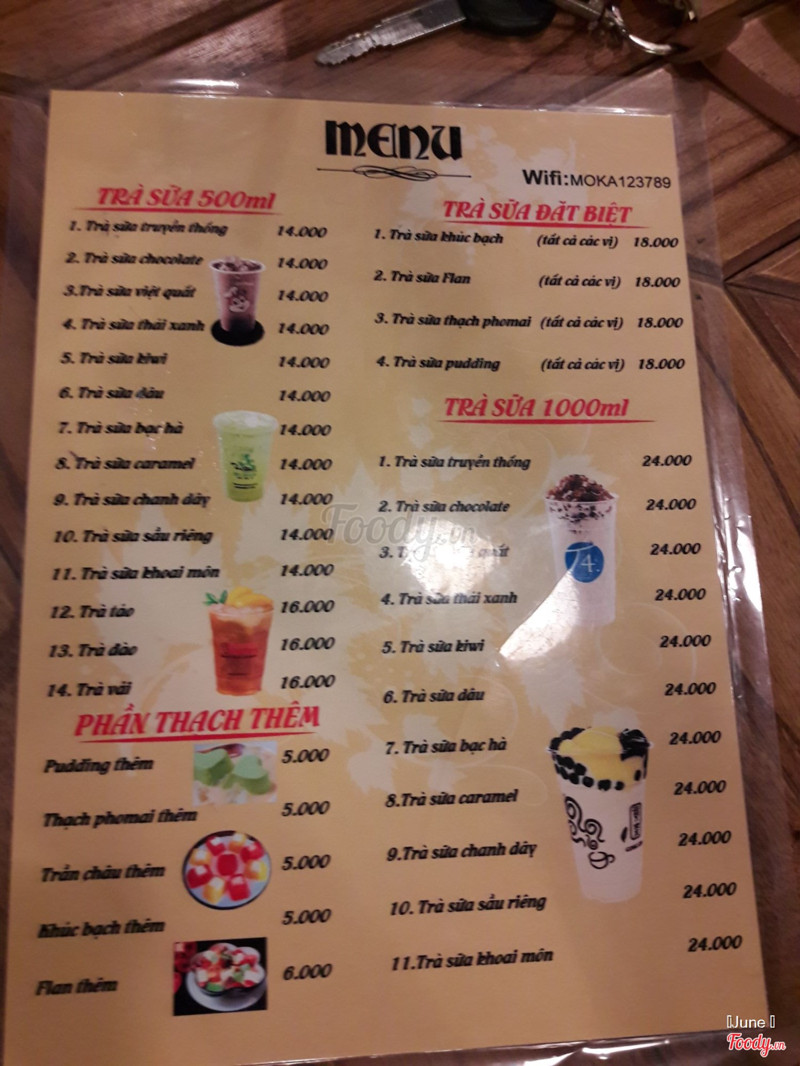 MENU
Wifi:MOKA123789
TRÀ SỮA 500ml
1. Trà sữa truyền thống 14.000
2. Trà sữa chocolate 14.000
3.Trà sữa việt quất 14.000
4. Trà sữa thái xanh 14.000
5. Trà sữa kiwi 14.000
6. Trà sữa dâu 14.000
7. Trà sữa bạc hà 14.000
8. Trà sữa caramel 14.000
9. Trà sữa chanh dây 14.000
10. Trà sữa sầu riêng 14.000
11. Trà sữa khoai môn 14.000
12. Trà táo 16.000
13. Trà đào 16.000
14. Trà vải 16.000
PHẦN THẠCH THÊM
Pudding thêm 5.000
Thạch phomai thêm 5.000
Trân châu thêm 5.000
Khúc bạch thêm 5.000
Flan thêm 6.000
TRÀ SỮA ĐẶT BIỆT
1. Trà sữa khúc bạch (tất cả các vị) 18.000
2. Trà sữa Flan (tất cả các vị) 18.000
3. Trà sữa thạch phomai (tất cả các vị) 18.000
4. Trà sữa pudding (tất cả các vị) 18.000
TRÀ SỮA 1000ml
1. Trà sữa truyền thống 24.000
2. Trà sữa chocolate 24.000
3. quất 24.000
4. Trà sữa thái xanh 24.000
5. Trà sữa kiwi 24.000
6. Trà sữa dâu 24.000
7. Trà sữa bạc hà 24.000
8.Trà sữa caramel 24.000
9.Trà sữa chanh dây 24.000
10. Trà sữa sầu riêng 24.000
11.Trà sữa khoai môn 24.000
T4.
Foody.vn
June
Foody.vn